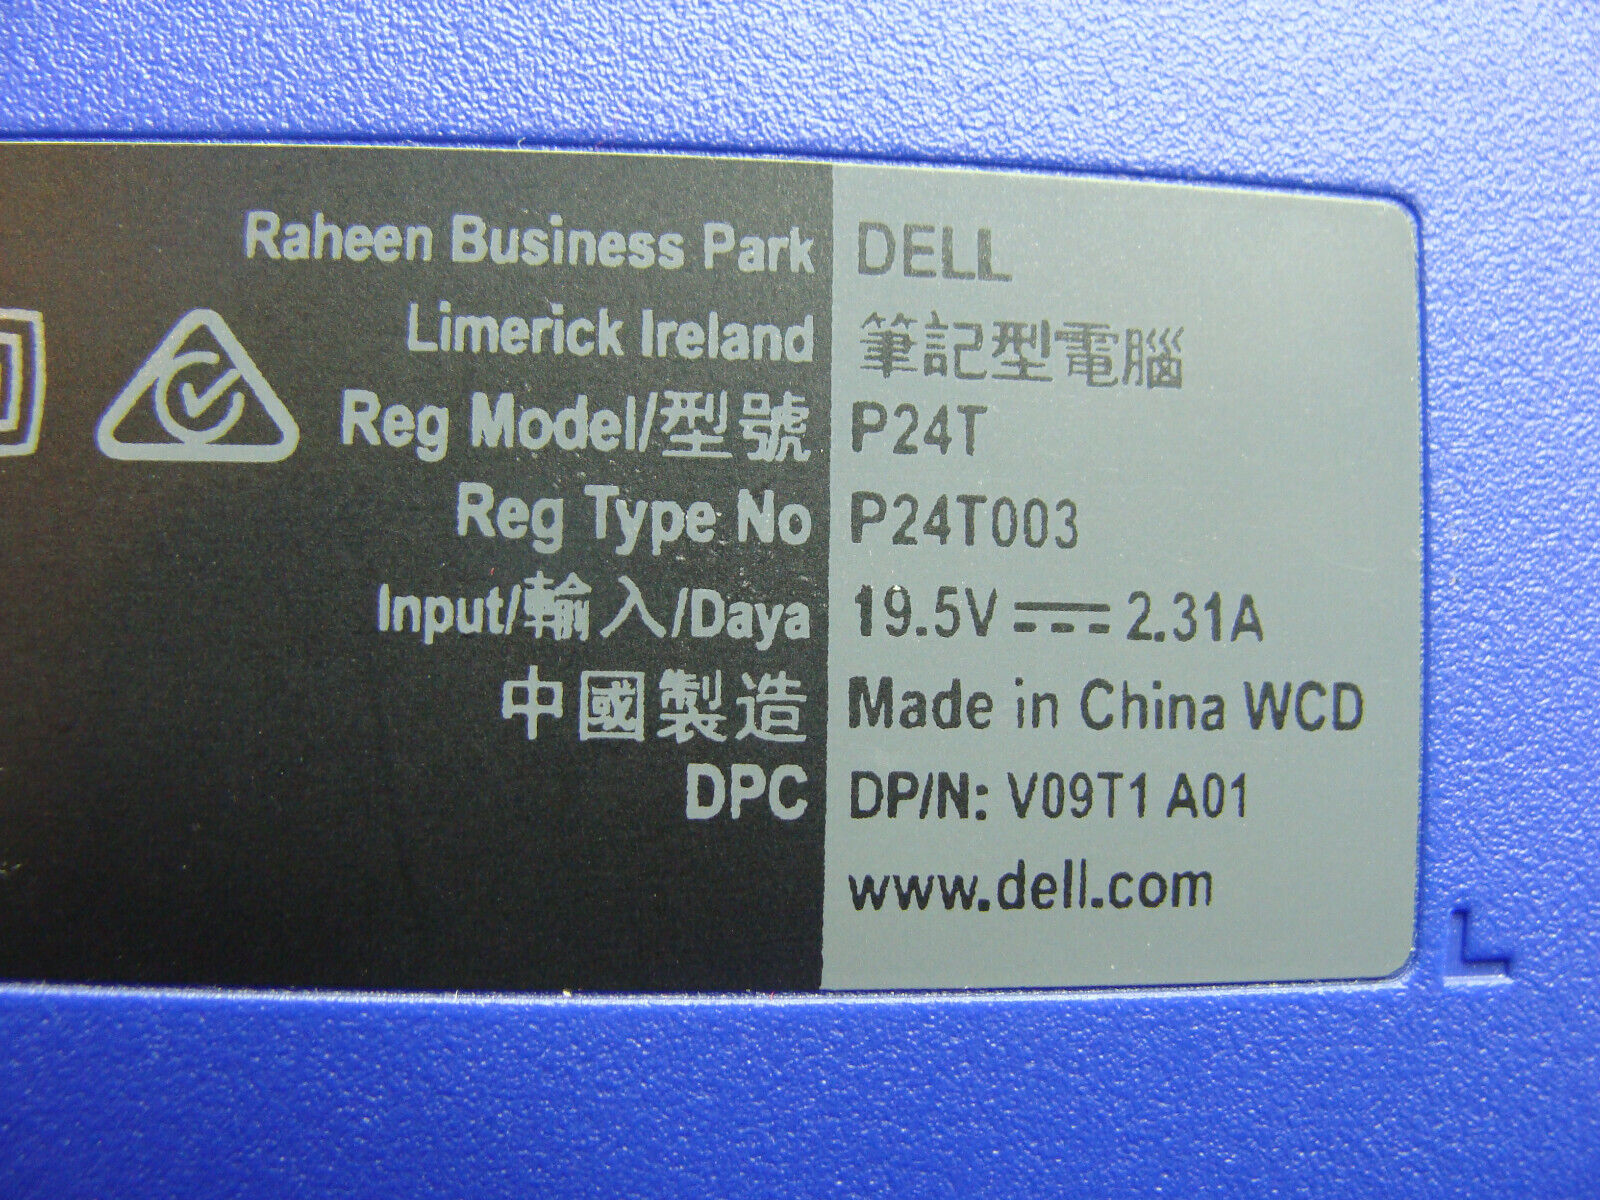 Raheen Business Park DELL
Limerick Ireland 筆記型電腦
Reg Model/型號 P24T
Reg Type No P24T003
Input/輸入/Daya 19.5V ⎓ 2.31A
中國製造 Made in China WCD
DPC DP/N: V09T1 A01
www.dell.com
L